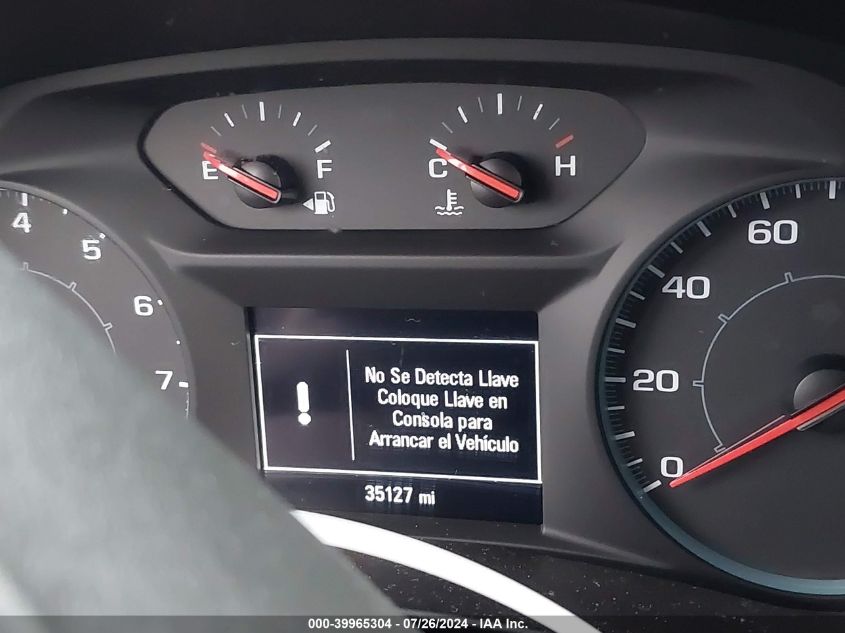 E F
C H
4
5
6
7
60
40
20
0
No Se Detecta Llave
Coloque Llave en
Consola para
Arrancar el Vehículo
35127 mi
000-39965304 - 07/26/2024 - IAA Inc.